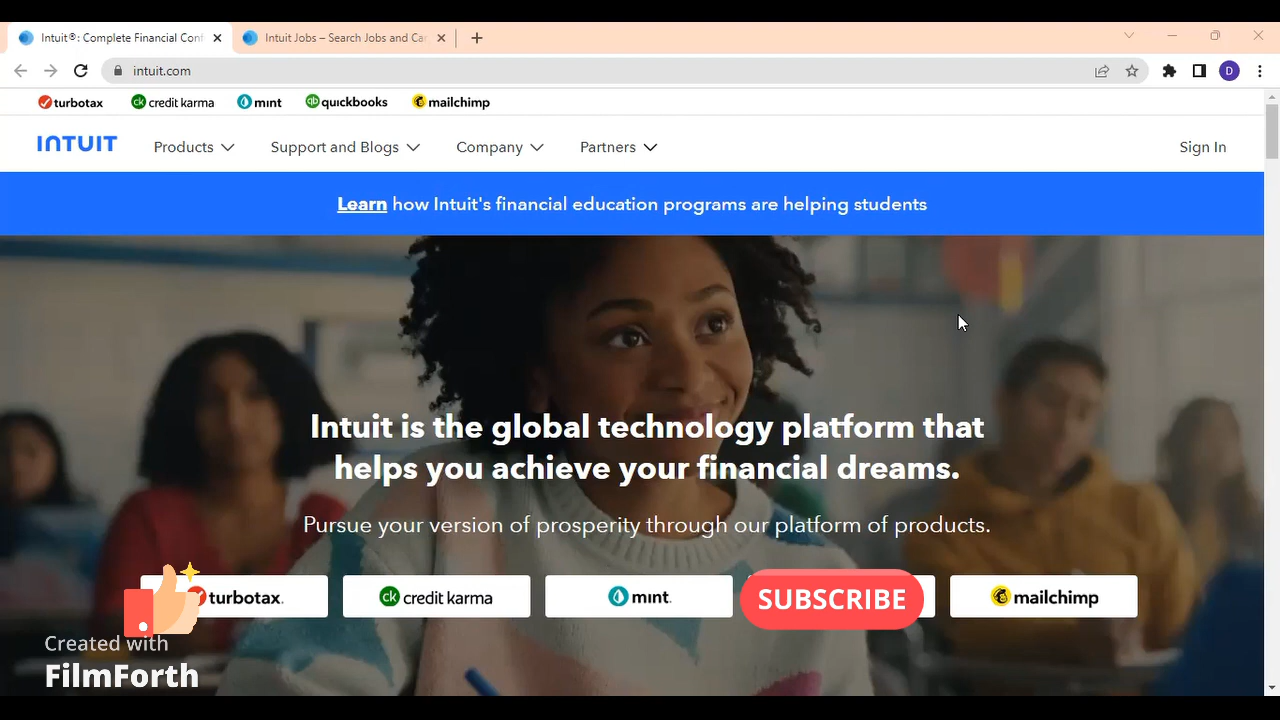 Intuit®: Complete Financial Conf
Intuit Jobs – Search Jobs and Ca
intuit.com
D
turbotax
ck credit karma
mint
qb quickbooks
mailchimp
INTUIT
Products
Support and Blogs
Company
Partners
Sign In
Learn how Intuit's financial education programs are helping students
Intuit is the global technology platform that
helps you achieve your financial dreams.
Pursue your version of prosperity through our platform of products.
turbotax.
ck credit karma
mint.
SUBSCRIBE
mailchimp
Created with
FilmForth